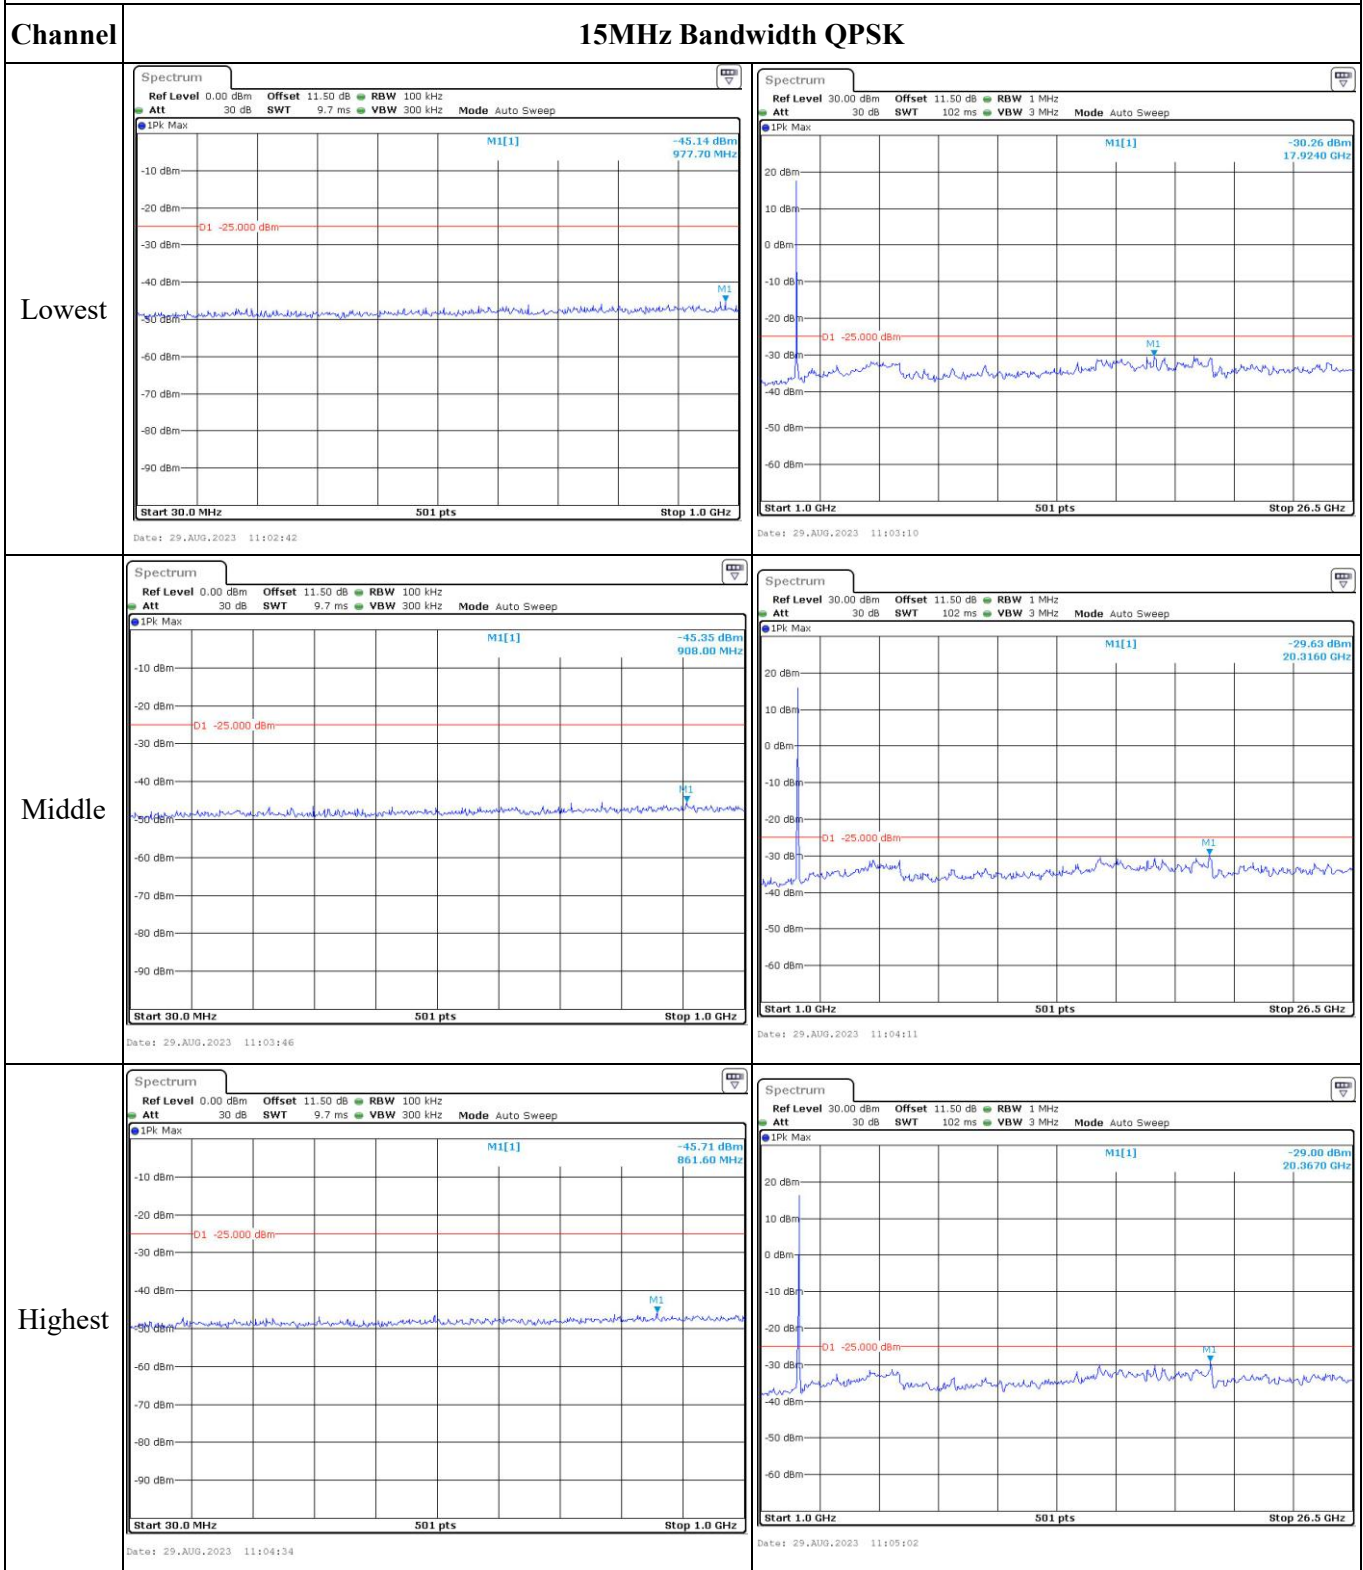 Channel 15MHz Bandwidth QPSK
Lowest
Spectrum
Ref Level 0.00 dBm Offset 11.50 dB RBW 100 kHz
Att 30 dB SWT 9.7 ms VBW 300 kHz Mode Auto Sweep
1Pk Max
M1[1] -45.14 dBm
977.70 MHz
-10 dBm
-20 dBm
D1 -25.000 dBm
-30 dBm
-40 dBm
M1
-50 dBm
-60 dBm
-70 dBm
-80 dBm
-90 dBm
Start 30.0 MHz 501 pts Stop 1.0 GHz
Date: 29.AUG.2023 11:02:42
Spectrum
Ref Level 30.00 dBm Offset 11.50 dB RBW 1 MHz
Att 30 dB SWT 102 ms VBW 3 MHz Mode Auto Sweep
1Pk Max
M1[1] -30.26 dBm
17.9240 GHz
20 dBm
10 dBm
0 dBm
-10 dBm
-20 dBm
D1 -25.000 dBm
M1
-30 dBm
-40 dBm
-50 dBm
-60 dBm
Start 1.0 GHz 501 pts Stop 26.5 GHz
Date: 29.AUG.2023 11:03:10
Middle
Spectrum
Ref Level 0.00 dBm Offset 11.50 dB RBW 100 kHz
Att 30 dB SWT 9.7 ms VBW 300 kHz Mode Auto Sweep
1Pk Max
M1[1] -45.35 dBm
908.00 MHz
-10 dBm
-20 dBm
D1 -25.000 dBm
-30 dBm
-40 dBm
M1
-50 dBm
-60 dBm
-70 dBm
-80 dBm
-90 dBm
Start 30.0 MHz 501 pts Stop 1.0 GHz
Date: 29.AUG.2023 11:03:46
Spectrum
Ref Level 30.00 dBm Offset 11.50 dB RBW 1 MHz
Att 30 dB SWT 102 ms VBW 3 MHz Mode Auto Sweep
1Pk Max
M1[1] -29.63 dBm
20.3160 GHz
20 dBm
10 dBm
0 dBm
-10 dBm
-20 dBm
D1 -25.000 dBm
M1
-30 dBm
-40 dBm
-50 dBm
-60 dBm
Start 1.0 GHz 501 pts Stop 26.5 GHz
Date: 29.AUG.2023 11:04:11
Highest
Spectrum
Ref Level 0.00 dBm Offset 11.50 dB RBW 100 kHz
Att 30 dB SWT 9.7 ms VBW 300 kHz Mode Auto Sweep
1Pk Max
M1[1] -45.71 dBm
861.60 MHz
-10 dBm
-20 dBm
D1 -25.000 dBm
-30 dBm
-40 dBm
M1
-50 dBm
-60 dBm
-70 dBm
-80 dBm
-90 dBm
Start 30.0 MHz 501 pts Stop 1.0 GHz
Date: 29.AUG.2023 11:04:34
Spectrum
Ref Level 30.00 dBm Offset 11.50 dB RBW 1 MHz
Att 30 dB SWT 102 ms VBW 3 MHz Mode Auto Sweep
1Pk Max
M1[1] -29.00 dBm
20.3670 GHz
20 dBm
10 dBm
0 dBm
-10 dBm
-20 dBm
D1 -25.000 dBm
M1
-30 dBm
-40 dBm
-50 dBm
-60 dBm
Start 1.0 GHz 501 pts Stop 26.5 GHz
Date: 29.AUG.2023 11:05:02